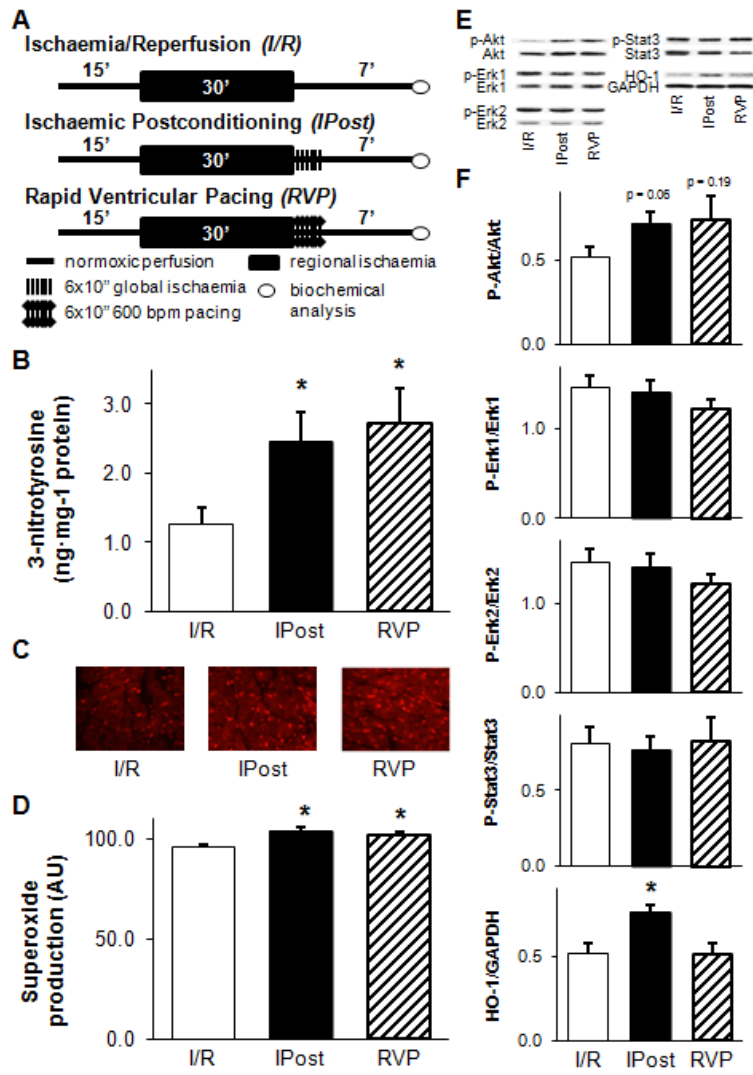 A
Ischaemia/Reperfusion (I/R)
15’ 7’
30’
Ischaemic Postconditioning (IPost)
15’ 7’
30’
Rapid Ventricular Pacing (RVP)
15’ 7’
30’
normoxic perfusion regional ischaemia
6x10” global ischaemia biochemical
6x10” 600 bpm pacing analysis
B
3-nitrotyrosine
(ng·mg-1 protein)
3.0
2.0
1.0
0.0
* *
I/R IPost RVP
C
I/R IPost RVP
D
Superoxide
production (AU)
100.0
50.0
0.0
* *
I/R IPost RVP
E
p-Akt
Akt
p-Erk1
Erk1
p-Erk2
Erk2
I/R IPost RVP
p-Stat3
Stat3
HO-1
GAPDH
I/R IPost RVP
F
P-Akt/Akt
p = 0.06 p = 0.19
0.5
0.0
P-Erk1/Erk1
1.0
0.0
P-Erk2/Erk2
1.0
0.0
P-Stat3/Stat3
0.5
0.0
HO-1/GAPDH
*
0.5
0.0
I/R IPost RVP